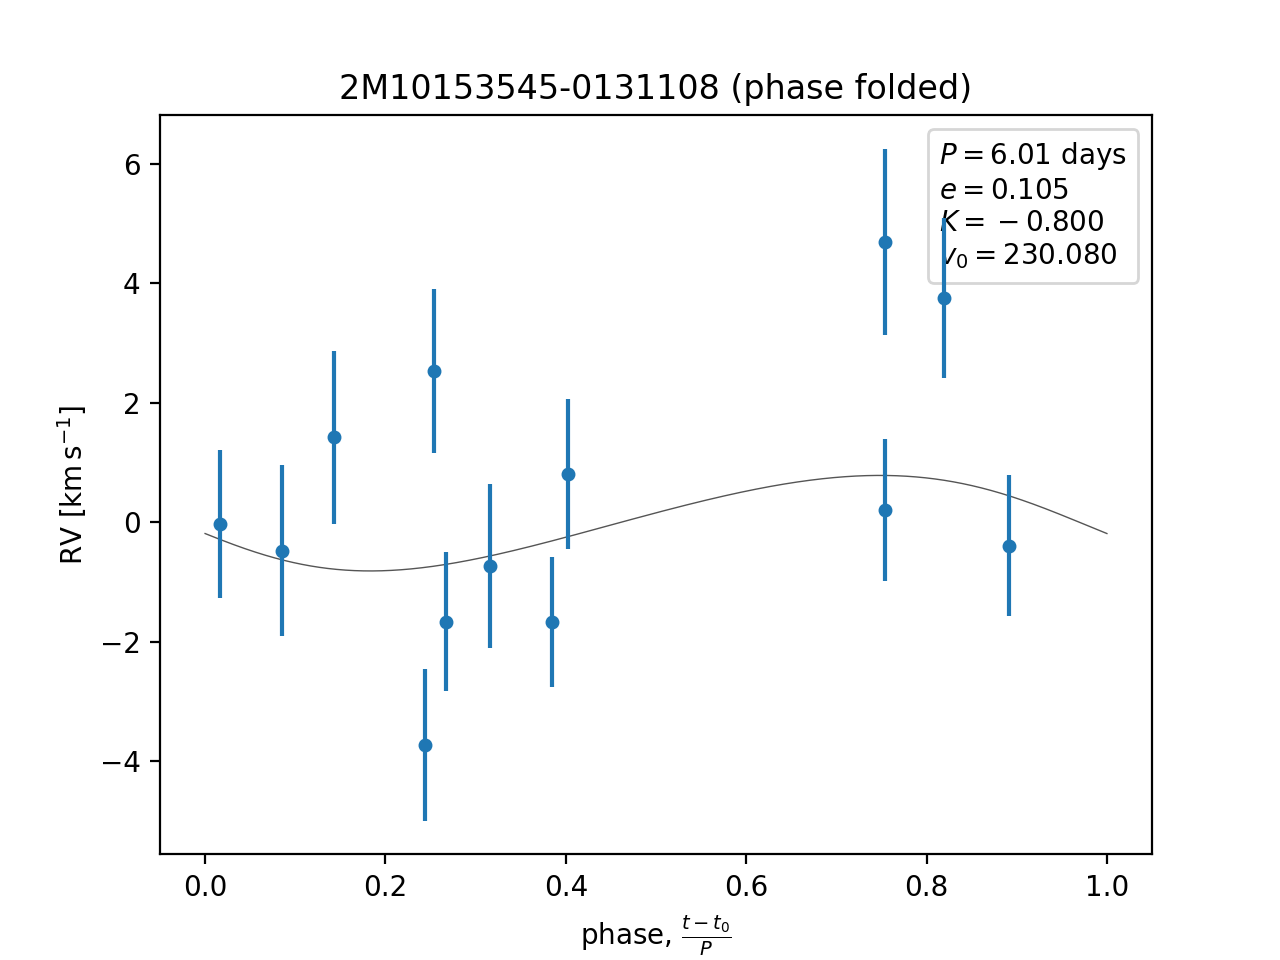 2M10153545-0131108 (phase folded)
P = 6.01 days
e = 0.105
K = −0.800
v₀ = 230.080
RV [km s⁻¹]
6
4
2
0
−2
−4
0.0 0.2 0.4 0.6 0.8 1.0
phase, (t − t₀)/P